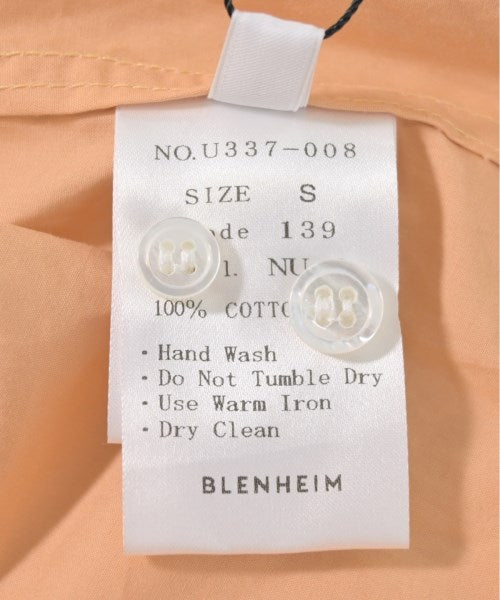 NO.U337-008
SIZE S
139
NU
100%
· Hand Wash
· Do Not Tumble Dry
· Use Warm Iron
· Dry Clean
BLENHEIM